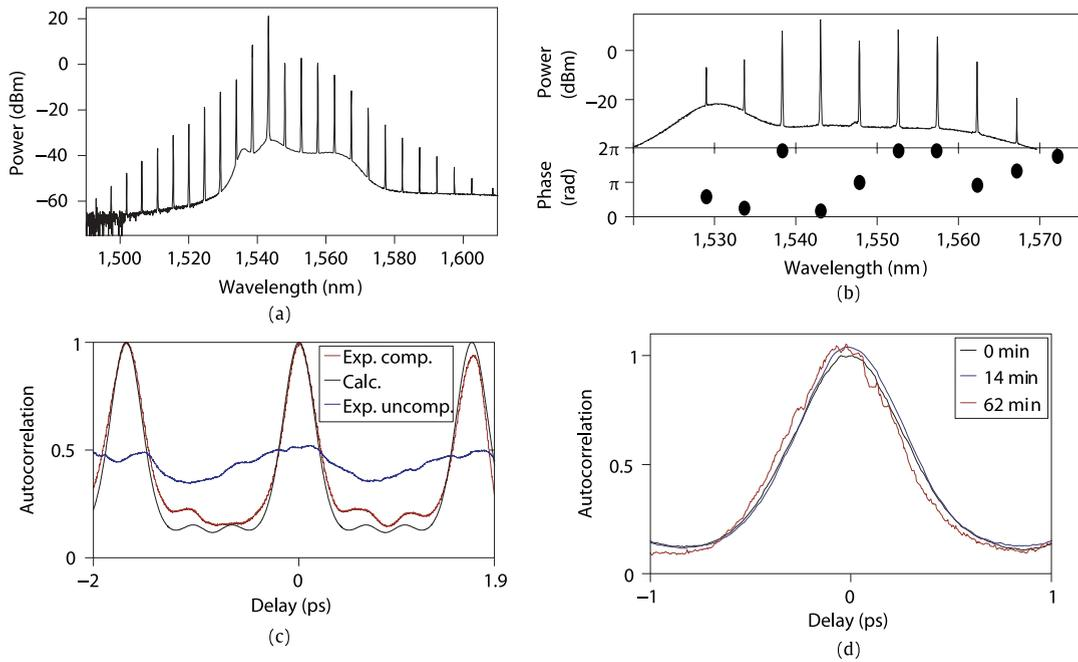 20
0
−20
−40
−60
Power (dBm)
1,500
1,520
1,540
1,560
1,580
1,600
Wavelength (nm)
(a)
0
−20
Power
(dBm)
2π
π
0
Phase
(rad)
1,530
1,540
1,550
1,560
1,570
Wavelength (nm)
(b)
1
0.5
0
Autocorrelation
Exp. comp.
Calc.
Exp. uncomp.
−2
0
1.9
Delay (ps)
(c)
1
0.5
0
Autocorrelation
0 min
14 min
62 min
−1
0
1
Delay (ps)
(d)